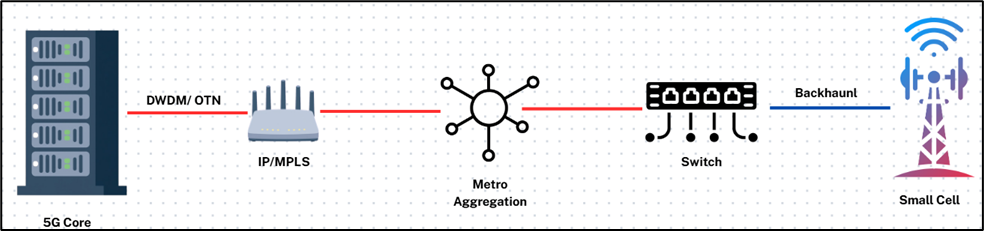 DWDM/ OTN
Backhaunl
IP/MPLS
Switch
Metro
Aggregation
Small Cell
5G Core